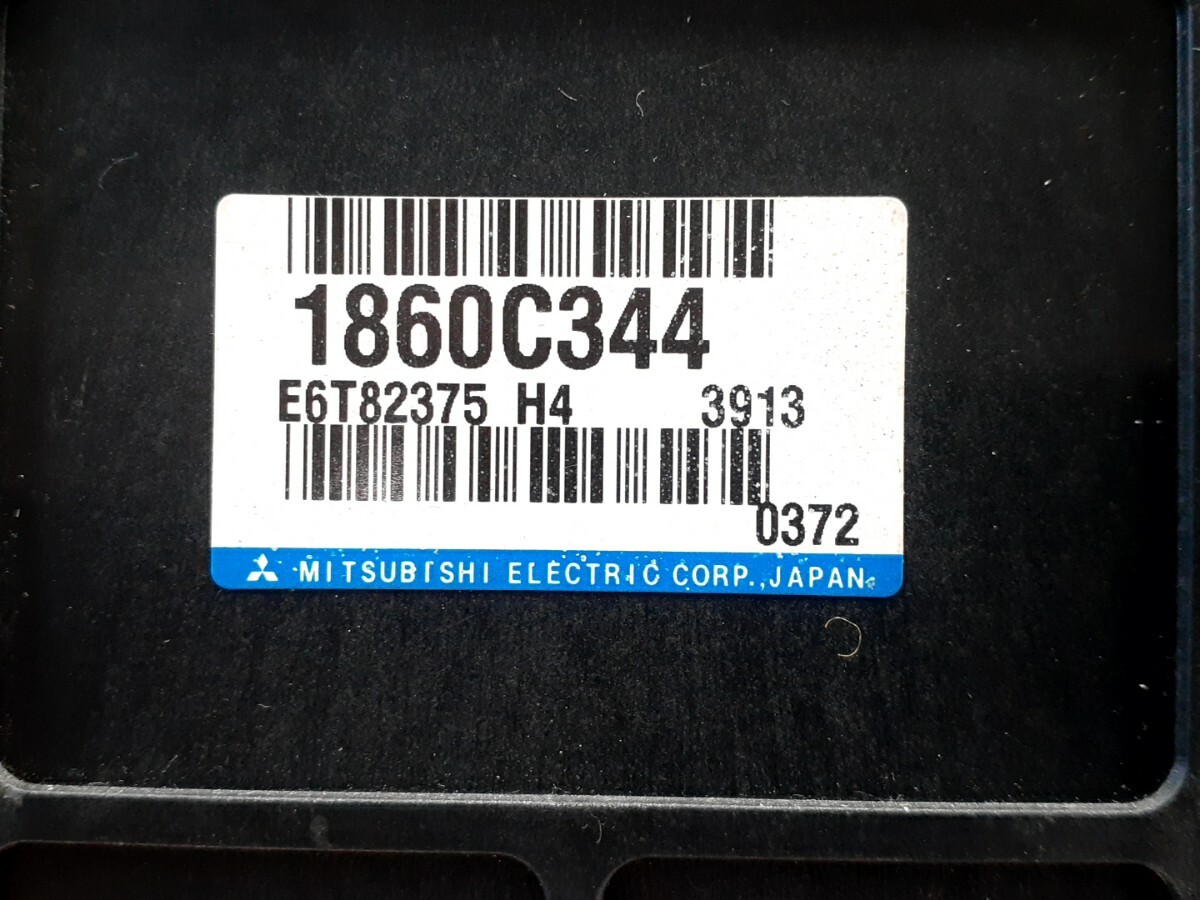 1860C344
E6T82375 H4 3913
0372
MITSUBISHI ELECTRIC CORP., JAPAN